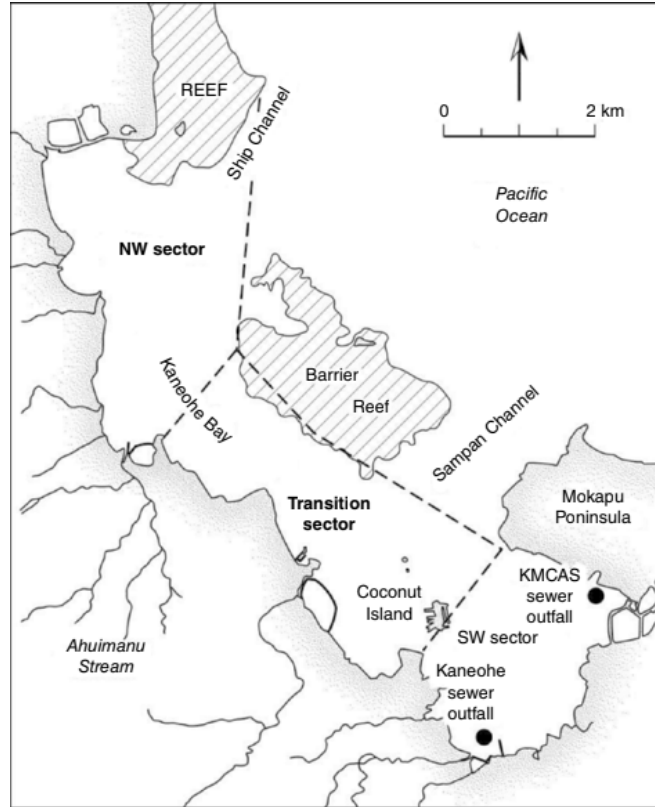 REEF
Ship Channel
0
2 km
Pacific
Ocean
NW sector
Kaneohe Bay
Barrier
Reef
Sampan Channel
Mokapu
Poninsula
Transition
sector
KMCAS
sewer
outfall
Coconut
Island
SW sector
Ahuimanu
Stream
Kaneohe
sewer
outfall